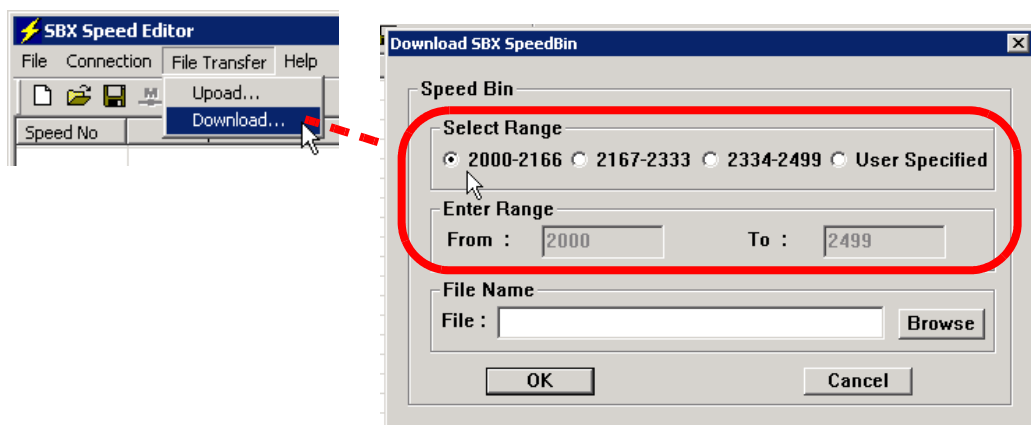 SBX Speed Editor
File Connection File Transfer Help
Upoad...
Download...
Speed No
Download SBX SpeedBin
Speed Bin
Select Range
2000-2166 2167-2333 2334-2499 User Specified
Enter Range
From : 2000 To : 2499
File Name
File : Browse
OK Cancel